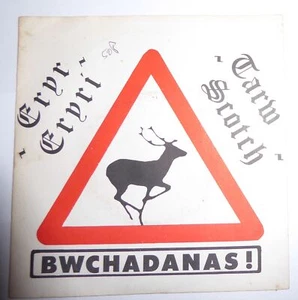 ~ Eryr
Eryri ~
~ Tarw
Scotch ~
BWCHADANAS!